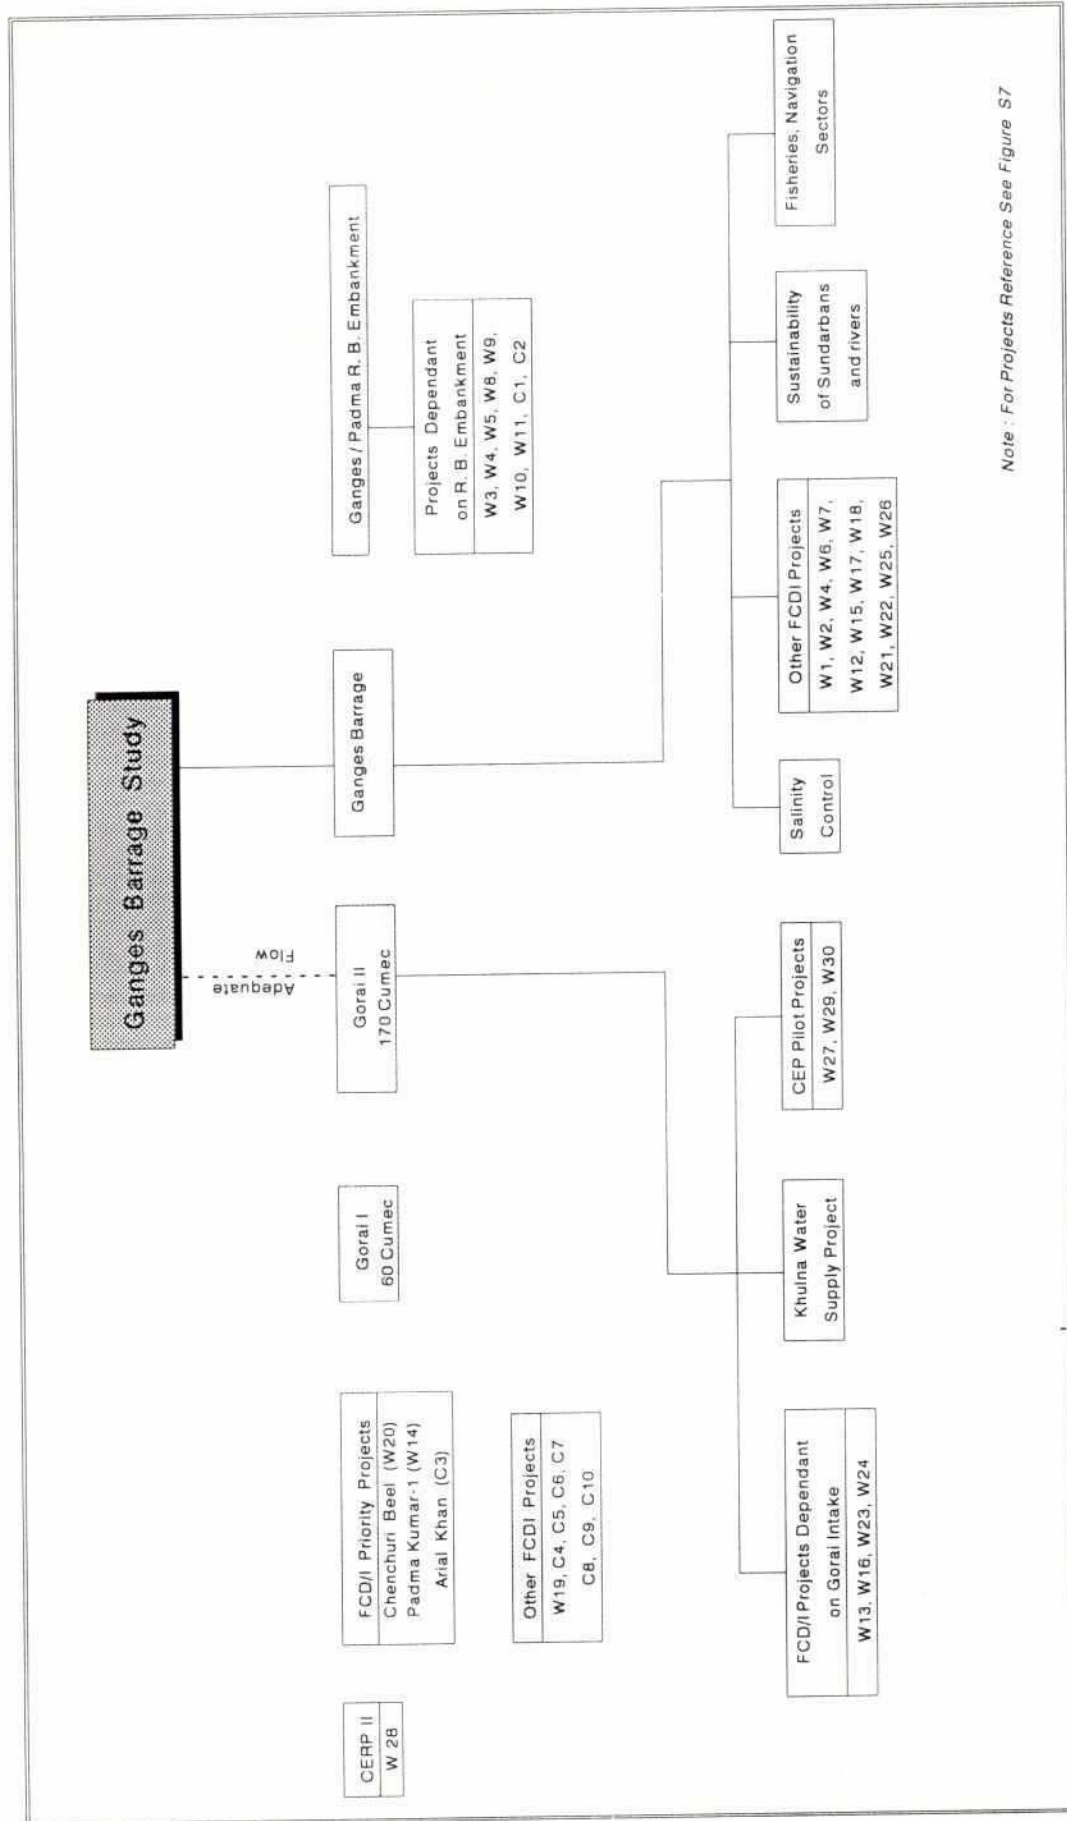 Ganges Barrage Study
Adequate
Flow
CERP II
W 28
FCD/I Priority Projects
Chenchuri Beel (W20)
Padma Kumar-1 (W14)
Arial Khan (C3)
Gorai I
60 Cumec
Gorai II
170 Cumec
Ganges Barrage
Ganges / Padma R. B. Embankment
Other FCDI Projects
W19, C4, C5, C6, C7
C8, C9, C10
Projects Dependant
on R. B. Embankment
W3, W4, W5, W8, W9,
W10, W11, C1, C2
FCD/I Projects Dependant
on Gorai Intake
W13, W16, W23, W24
Khulna Water
Supply Project
CEP Pilot Projects
W27, W29, W30
Salinity
Control
Other FCDI Projects
W1, W2, W4, W6, W7,
W12, W15, W17, W18,
W21, W22, W25, W26
Sustainability
of Sundarbans
and rivers
Fisheries, Navigation
Sectors
Note : For Projects Reference See Figure S7